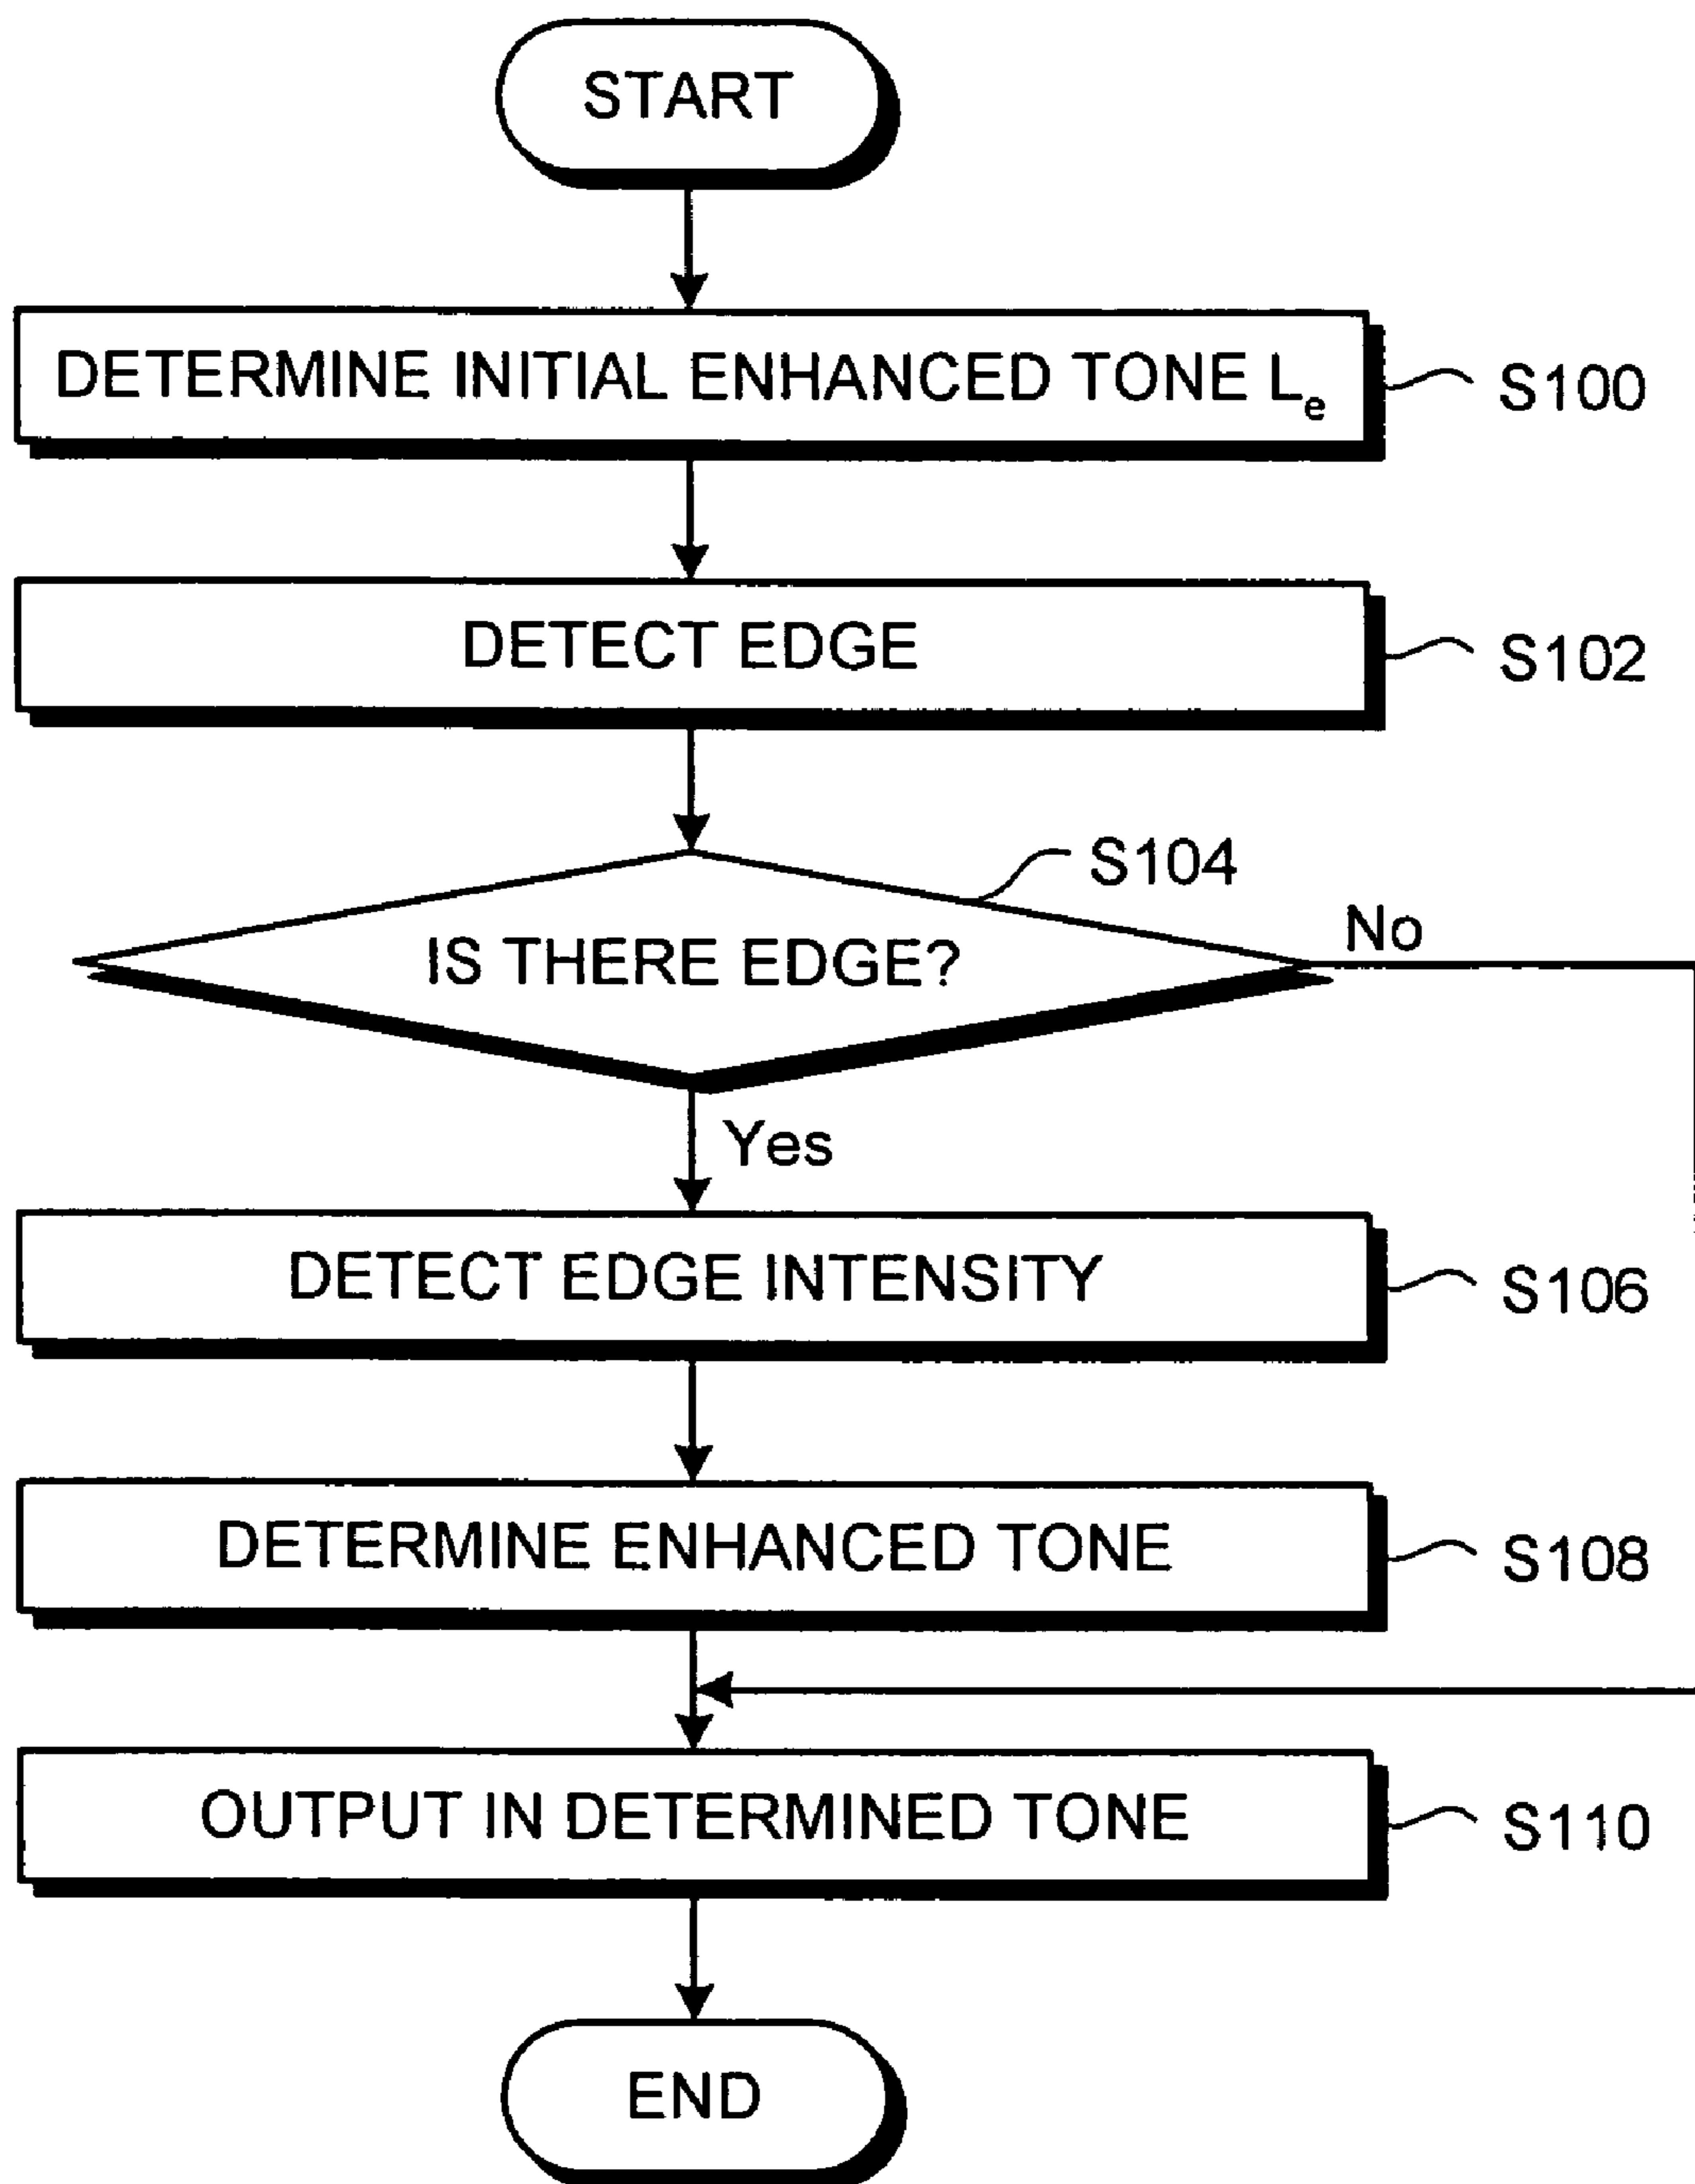 START
DETERMINE INITIAL ENHANCED TONE Le
S100
DETECT EDGE
S102
S104
IS THERE EDGE?
No
Yes
DETECT EDGE INTENSITY
S106
DETERMINE ENHANCED TONE
S108
OUTPUT IN DETERMINED TONE
S110
END